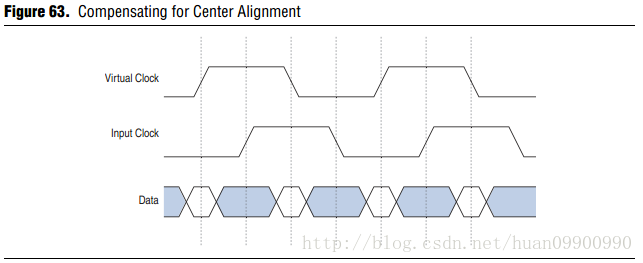 Figure 63. Compensating for Center Alignment
Virtual Clock
Input Clock
Data
http://blog.csdn.net/huan09900990